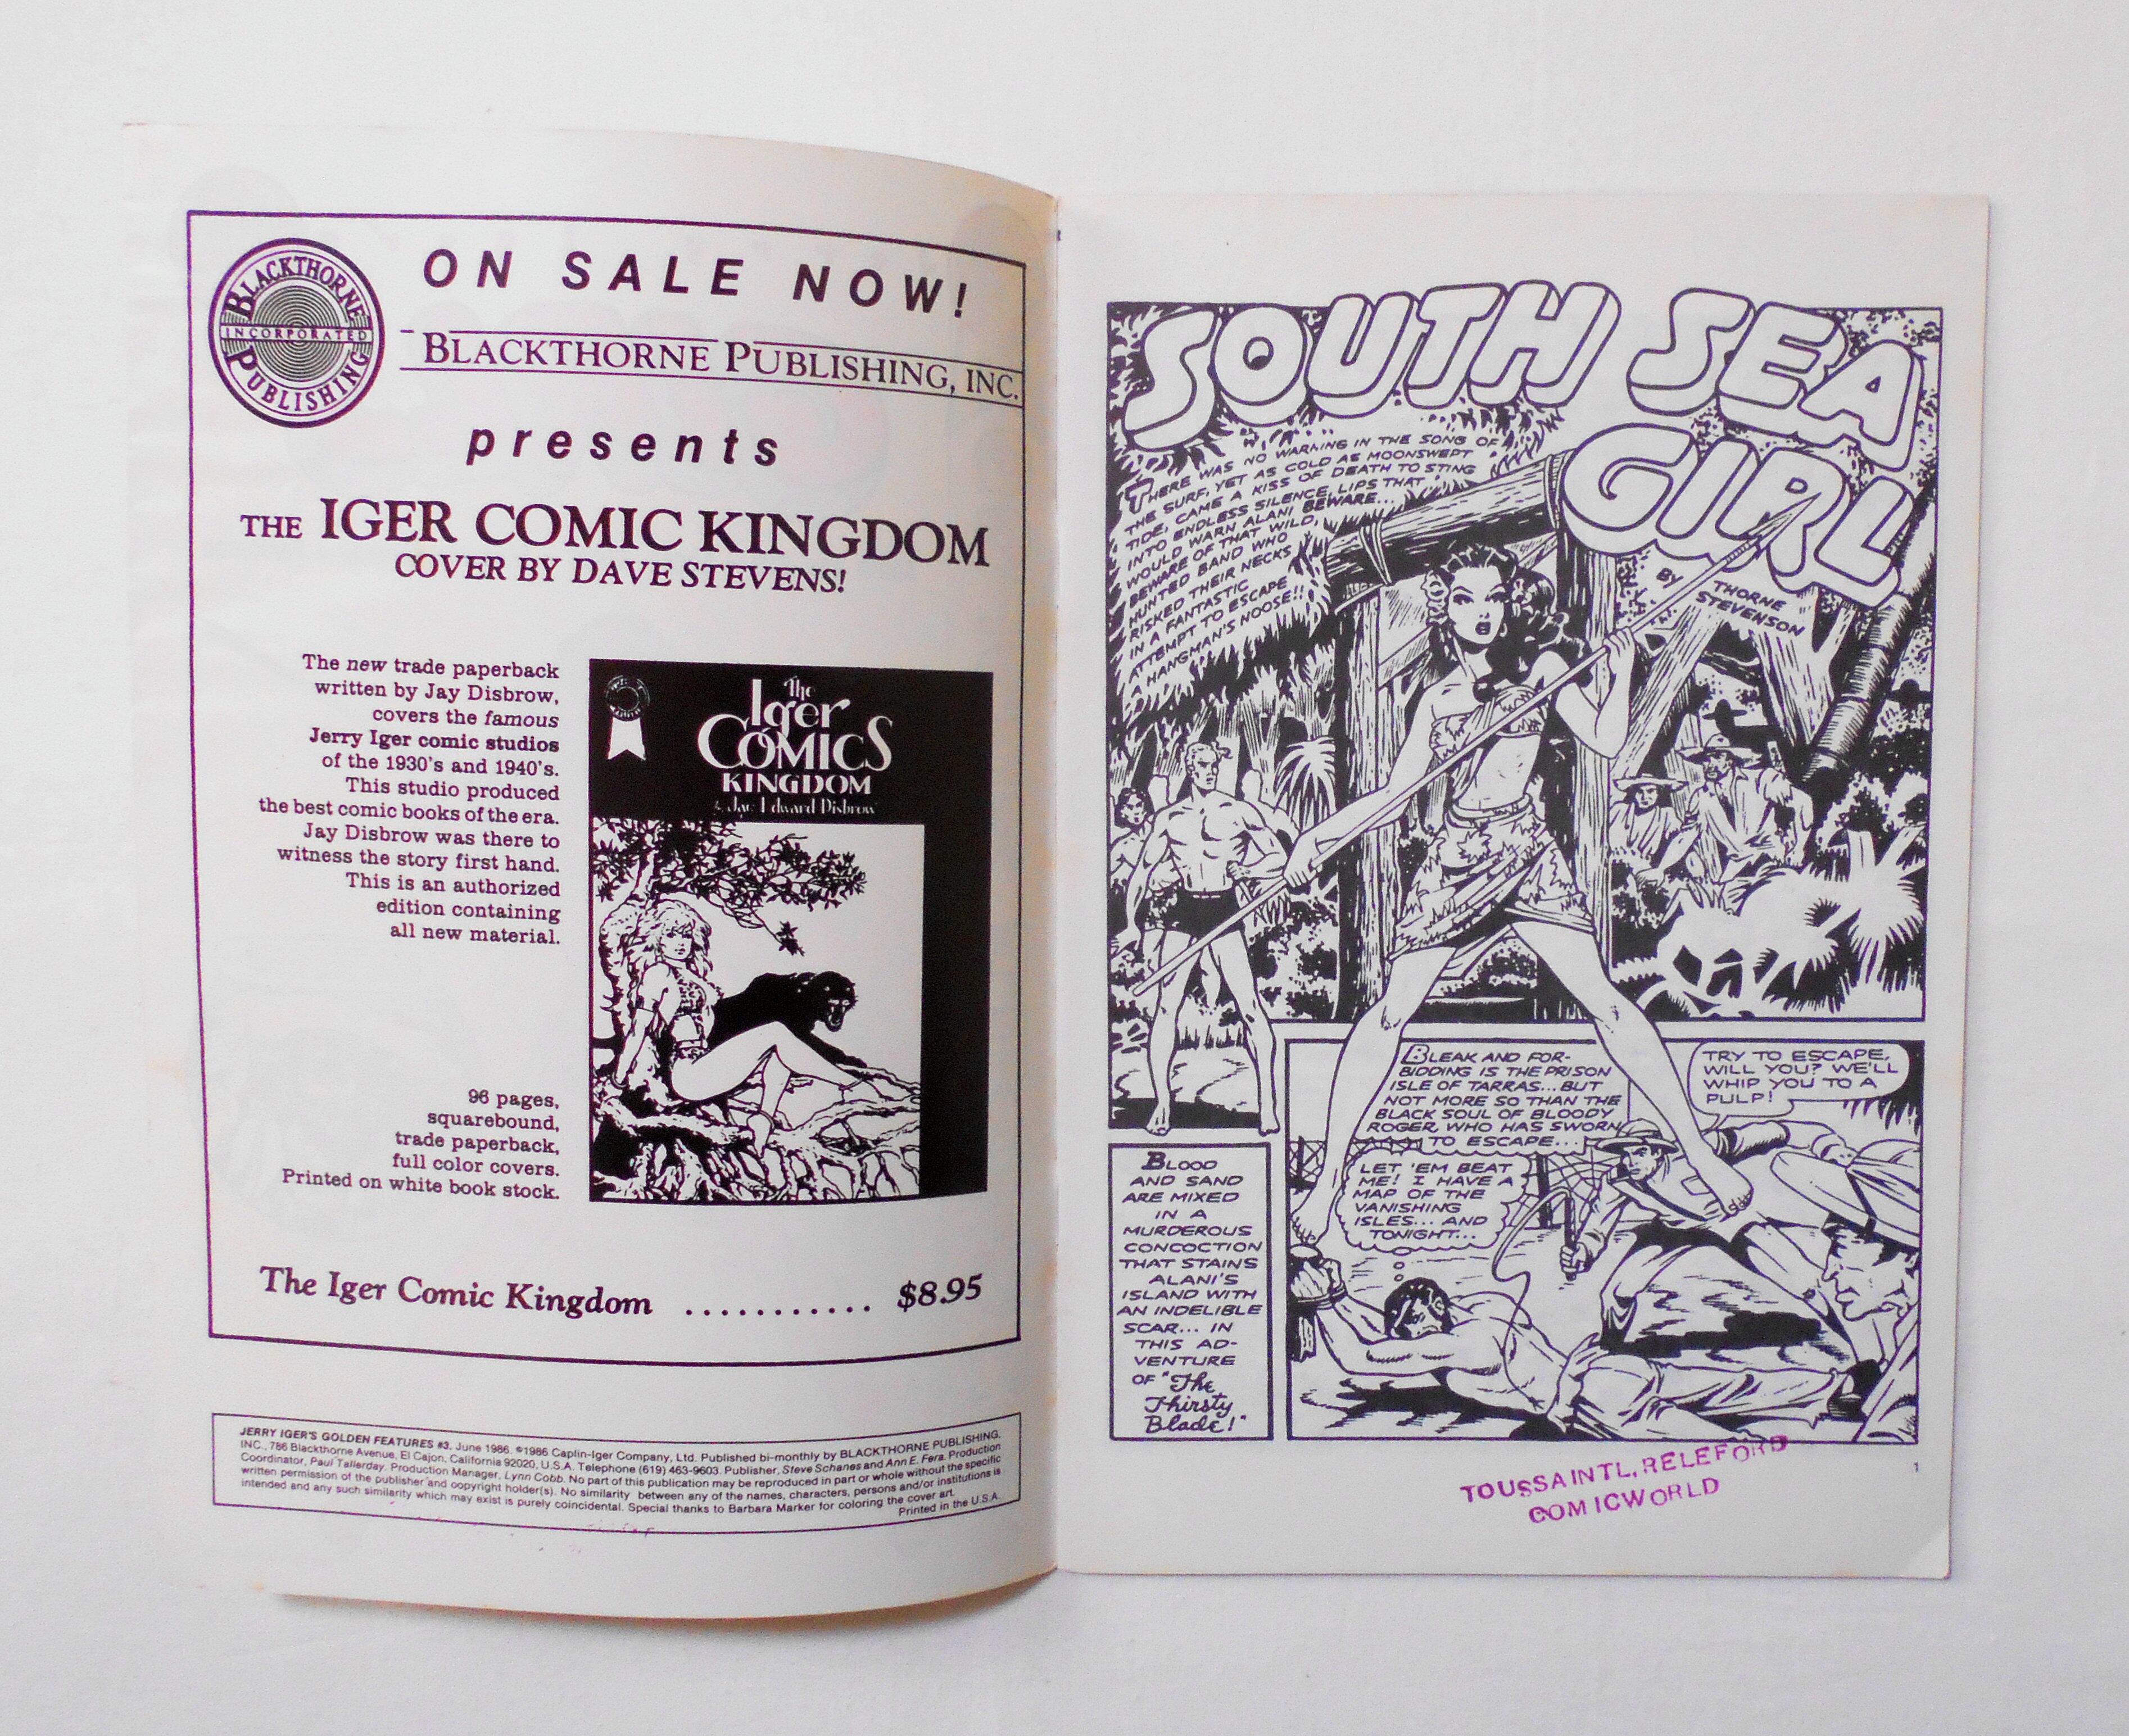 BLACKTHORNE
INCORPORATED
PUBLISHING
ON SALE NOW!
BLACKTHORNE PUBLISHING, INC.
presents
THE IGER COMIC KINGDOM
COVER BY DAVE STEVENS!
The new trade paperback
written by Jay Disbrow,
covers the famous
Jerry Iger comic studios
of the 1930's and 1940's.
This studio produced
the best comic books of the era.
Jay Disbrow was there to
witness the story first hand.
This is an authorized
edition containing
all new material.
The
Iger
COMICS
KINGDOM
by Jay Edward Disbrow
96 pages,
squarebound,
trade paperback,
full color covers.
Printed on white book stock.
The Iger Comic Kingdom ........... $8.95
JERRY IGER'S GOLDEN FEATURES #3, June 1986. ©1986 Caplin-Iger Company, Ltd. Published bi-monthly by BLACKTHORNE PUBLISHING,
INC., 786 Blackthorne Avenue, El Cajon, California 92020, U.S.A. Telephone (619) 463-9603. Publisher, Steve Schanes and Ann E. Fera. Production
Coordinator, Paul Tallerday. Production Manager, Lynn Cobb. No part of this publication may be reproduced in part or whole without the specific
written permission of the publisher and copyright holder(s). No similarity between any of the names, characters, persons and/or institutions is
intended and any such similarity which may exist is purely coincidental. Special thanks to Barbara Marker for coloring the cover art.
Printed in the U.S.A.
SOUTH SEA
GIRL
BY THORNE
STEVENSON
THERE WAS NO WARNING IN THE SONG OF
THE SURF, YET AS COLD AS MOONSWEPT
TIDE, CAME A KISS OF DEATH TO STING
INTO ENDLESS SILENCE, LIPS THAT
WOULD WARN ALANI BEWARE...
BEWARE OF THAT WILD,
HUNTED BAND WHO
RISKED THEIR NECKS
IN A FANTASTIC
ATTEMPT TO ESCAPE
A HANGMAN'S NOOSE!!
BLOOD
AND SAND
ARE MIXED
IN A
MURDEROUS
CONCOCTION
THAT STAINS
ALANI'S
ISLAND WITH
AN INDELIBLE
SCAR... IN
THIS AD-
VENTURE
OF "The
Thirsty
Blade!"
BLEAK AND FOR-
BIDDING IS THE PRISON
ISLE OF TARRAS... BUT
NOT MORE SO THAN THE
BLACK SOUL OF BLOODY
ROGER, WHO HAS SWORN
TO ESCAPE...
TRY TO ESCAPE,
WILL YOU? WE'LL
WHIP YOU TO A
PULP!
LET 'EM BEAT
ME! I HAVE A
MAP OF THE
VANISHING
ISLES... AND
TONIGHT...
1
TOUSSAINT L. RELEFORD
COMICWORLD